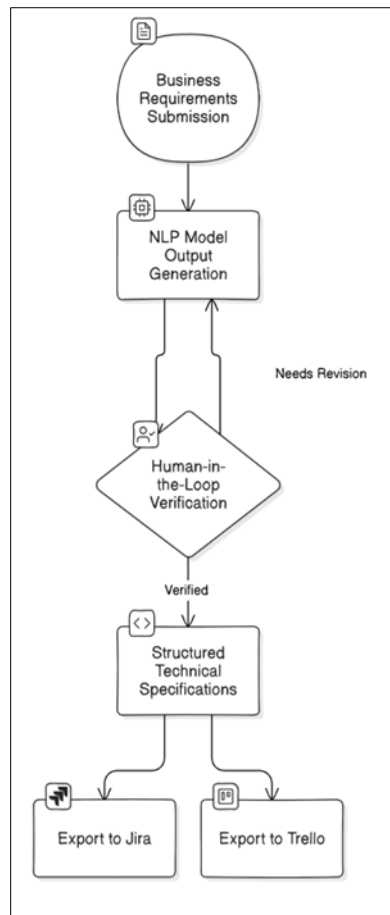 Business
Requirements
Submission
NLP Model
Output
Generation
Needs Revision
Human-in-
the-Loop
Verification
Verified
Structured
Technical
Specifications
Export to Jira
Export to Trello